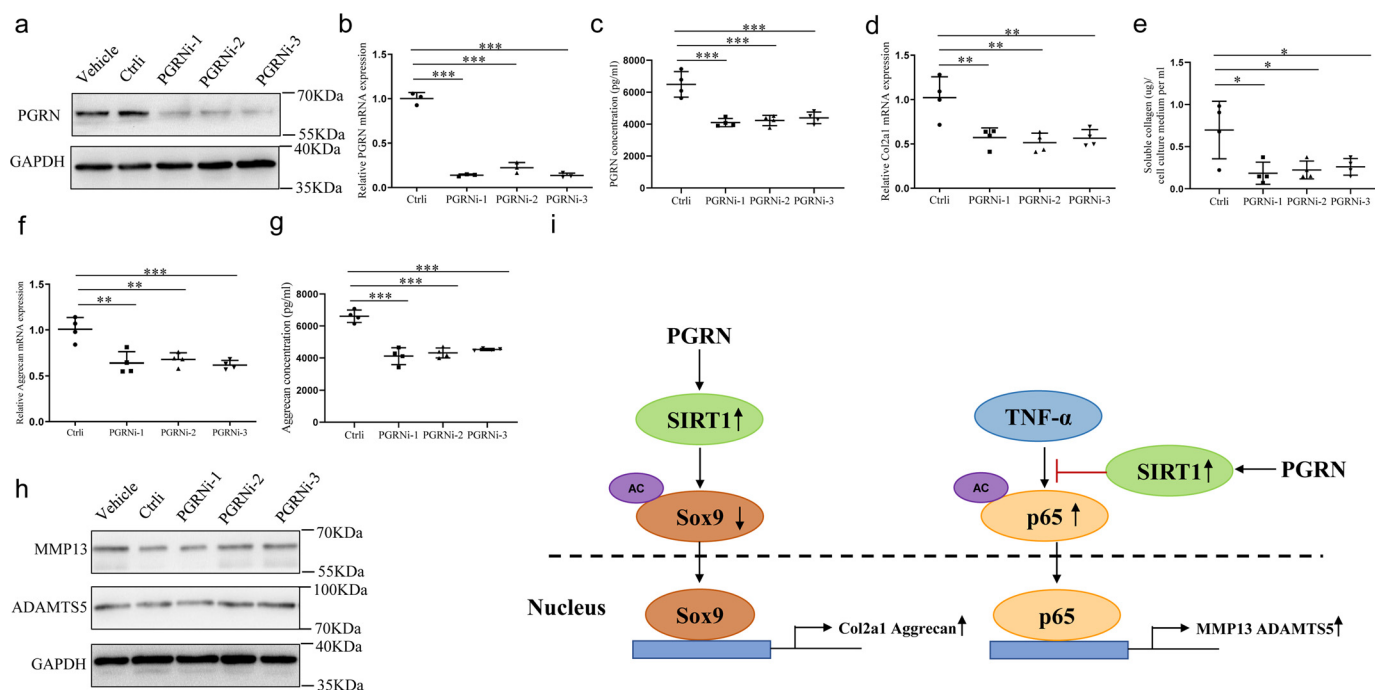 a
Vehicle
Ctrli
PGRNi-1
PGRNi-2
PGRNi-3
PGRN
70KDa
55KDa
GAPDH
40KDa
35KDa
b
Relative PGRN mRNA expression
1.5
1.0
0.5
0.0
***
***
***
Ctrli PGRNi-1 PGRNi-2 PGRNi-3
c
PGRN concentration (pg/ml)
8000
6000
4000
2000
0
***
***
***
Ctrli PGRNi-1 PGRNi-2 PGRNi-3
d
Relative Col2a1 mRNA expression
1.5
1.0
0.5
0.0
**
**
**
Ctrli PGRNi-1 PGRNi-2 PGRNi-3
e
Soluble collagen (ug)/
cell culture medium per ml
1.5
1.0
0.5
0.0
*
*
*
Ctrli PGRNi-1 PGRNi-2 PGRNi-3
f
Relative Aggrecan mRNA expression
1.5
1.0
0.5
0.0
***
**
**
Ctrli PGRNi-1 PGRNi-2 PGRNi-3
g
Aggrecan concentration (pg/ml)
8000
6000
4000
2000
0
***
***
***
Ctrli PGRNi-1 PGRNi-2 PGRNi-3
h
Vehicle
Ctrli
PGRNi-1
PGRNi-2
PGRNi-3
MMP13
70KDa
55KDa
ADAMTS5
100KDa
70KDa
GAPDH
40KDa
35KDa
i
PGRN
SIRT1↑
AC
Sox9 ↓
Nucleus
Sox9
Col2a1 Aggrecan↑
TNF-α
SIRT1↑
PGRN
AC
p65 ↑
p65
MMP13 ADAMTS5↑